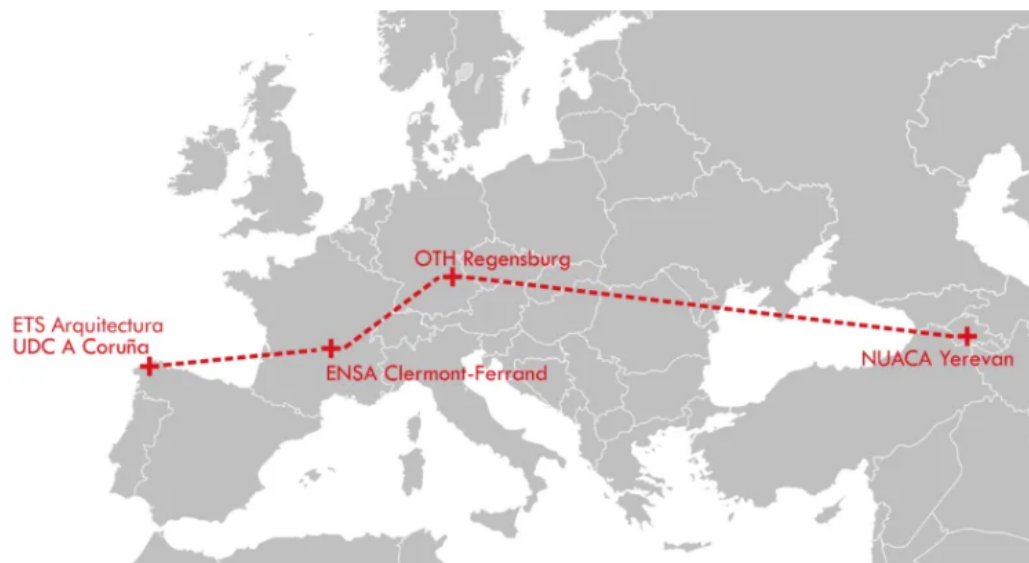 OTH Regensburg
ETS Arquitectura
UDC A Coruña
ENSA Clermont-Ferrand
NUACA Yerevan